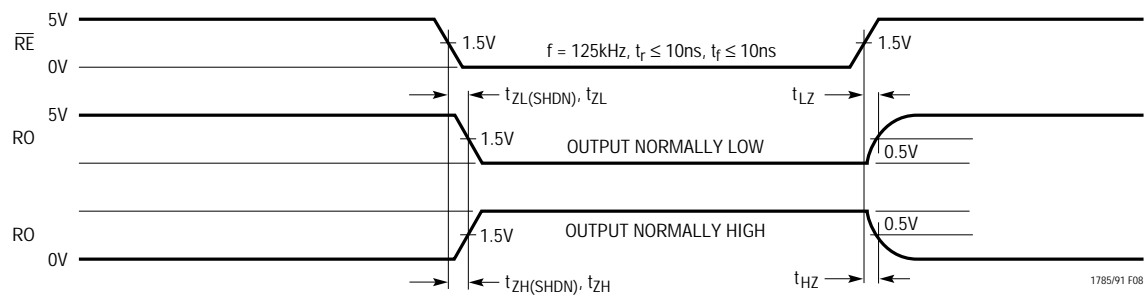 5V
RE
1.5V
f = 125kHz, tr ≤ 10ns, tf ≤ 10ns
1.5V
0V
tZL(SHDN), tZL
tLZ
5V
RO
1.5V
OUTPUT NORMALLY LOW
0.5V
0.5V
RO
1.5V
OUTPUT NORMALLY HIGH
0V
tZH(SHDN), tZH
tHZ
1785/91 F08